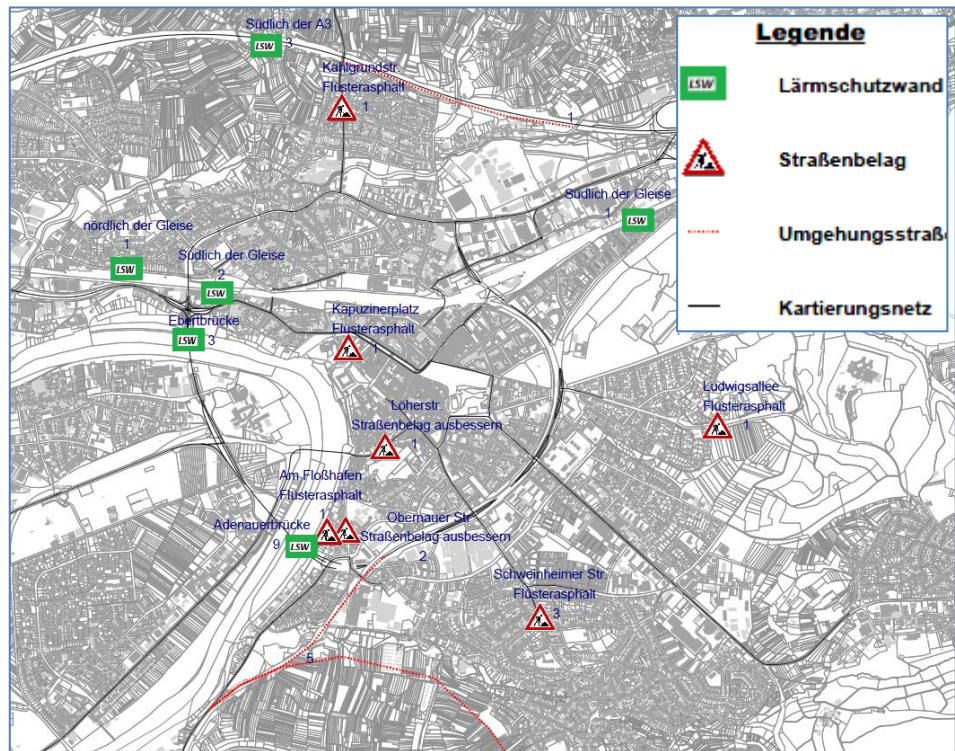 Südlich der A3
3
LSW
Kahlgrundstr.
Flüsterasphalt
1
1
Legende
LSW
Lärmschutzwand
Straßenbelag
Umgehungsstraß
Kartierungsnetz
Südlich der Gleise
1
LSW
nördlich der Gleise
1
LSW
Südlich der Gleise
2
LSW
Ebertbrücke
3
LSW
Kapuzinerplatz
Flüsterasphalt
1
Ludwigsallee
Flüsterasphalt
1
Löherstr.
Straßenbelag ausbessern
1
Am Floßhafen
Flüsterasphalt
1
Adenauerbrücke
9
LSW
Obernauer Str
Straßenbelag ausbessern
2
Schweinheimer Str.
Flüsterasphalt
3
5